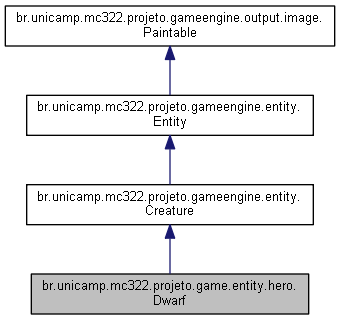 br.unicamp.mc322.projeto.gameengine.output.image.
Paintable
br.unicamp.mc322.projeto.gameengine.entity.
Entity
br.unicamp.mc322.projeto.gameengine.entity.
Creature
br.unicamp.mc322.projeto.game.entity.hero.
Dwarf